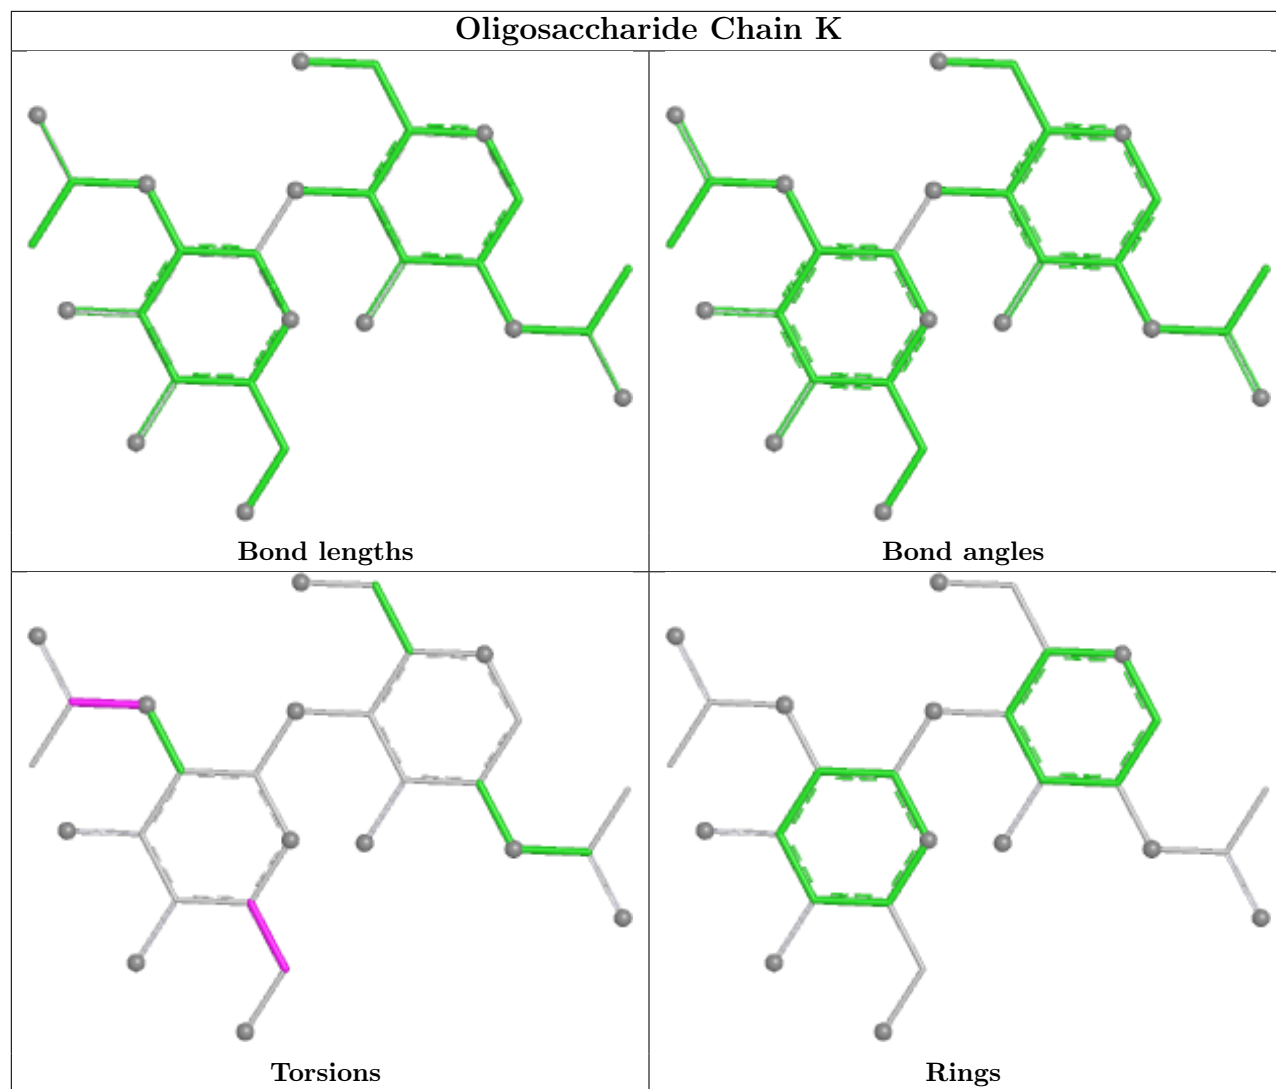 Oligosaccharide Chain K
Bond lengths
Bond angles
Torsions
Rings